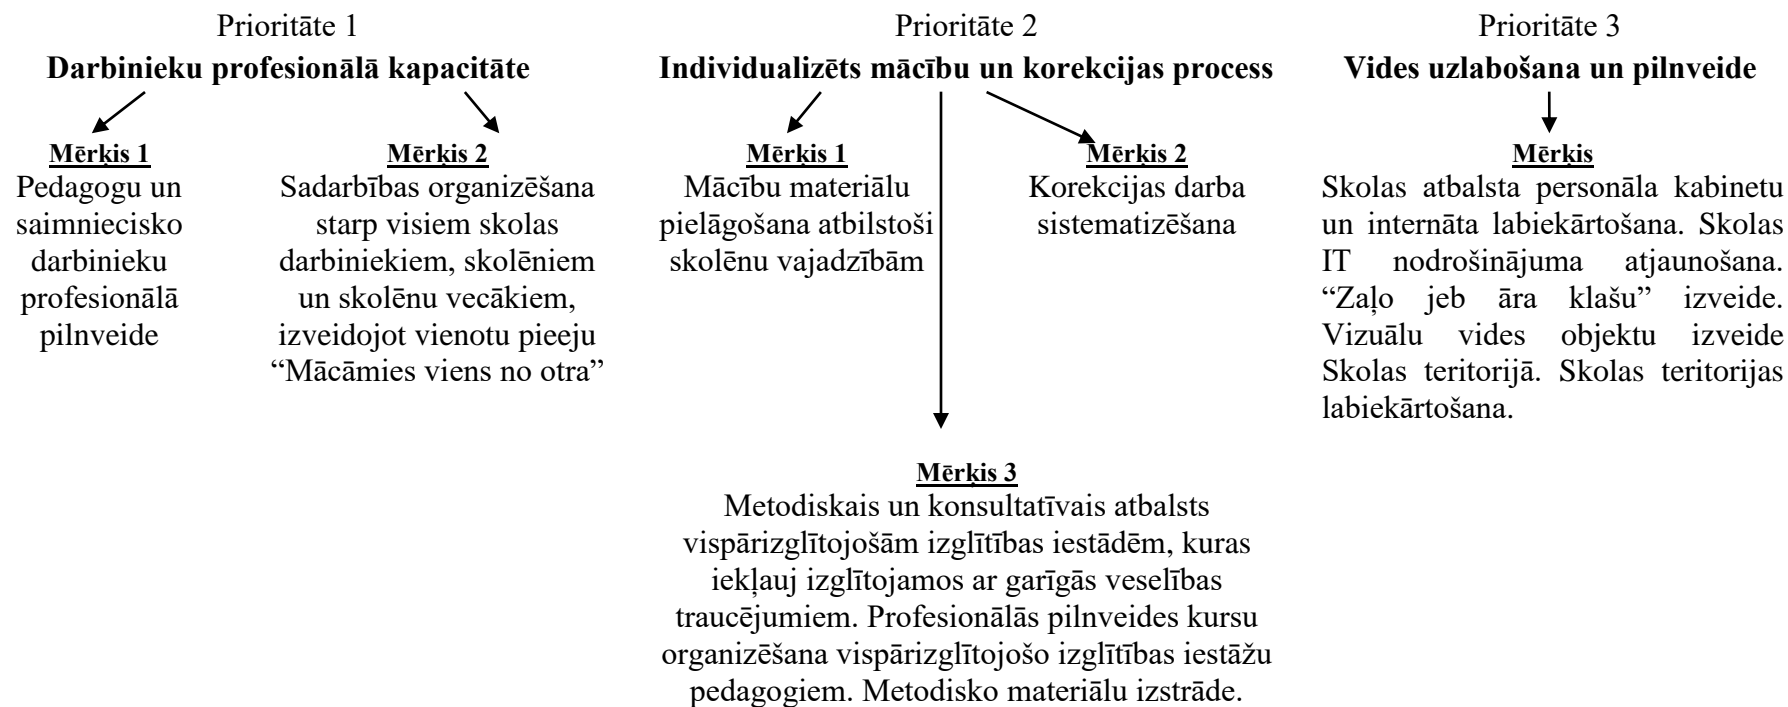 Prioritāte 1
Darbinieku profesionālā kapacitāte
Mērķis 1
Pedagogu un
saimniecisko
darbinieku
profesionālā
pilnveide
Mērķis 2
Sadarbības organizēšana
starp visiem skolas
darbiniekiem, skolēniem
un skolēnu vecākiem,
izveidojot vienotu pieeju
“Mācāmies viens no otra”
Prioritāte 2
Individualizēts mācību un korekcijas process
Mērķis 1
Mācību materiālu
pielāgošana atbilstoši
skolēnu vajadzībām
Mērķis 2
Korekcijas darba
sistematizēšana
Mērķis 3
Metodiskais un konsultatīvais atbalsts
vispārizglītojošām izglītības iestādēm, kuras
iekļauj izglītojamos ar garīgās veselības
traucējumiem. Profesionālās pilnveides kursu
organizēšana vispārizglītojošo izglītības iestāžu
pedagogiem. Metodisko materiālu izstrāde.
Prioritāte 3
Vides uzlabošana un pilnveide
Mērķis
Skolas atbalsta personāla kabinetu
un internāta labiekārtošana. Skolas
IT nodrošinājuma atjaunošana.
“Zaļo jeb āra klašu” izveide.
Vizuālu vides objektu izveide
Skolas teritorijā. Skolas teritorijas
labiekārtošana.